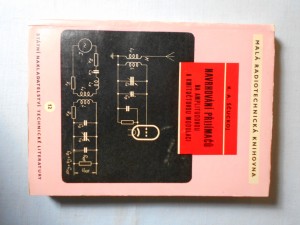 MALÁ RADIOTECHNICKÁ KNIHOVNA
NAVRHOVÁNÍ PŘIJÍMAČŮ
NA AMPLITUDOVOU
A KMITOČTOVOU MODULACI
STÁTNÍ NAKLADATELSTVÍ TECHNICKÉ LITERATURY